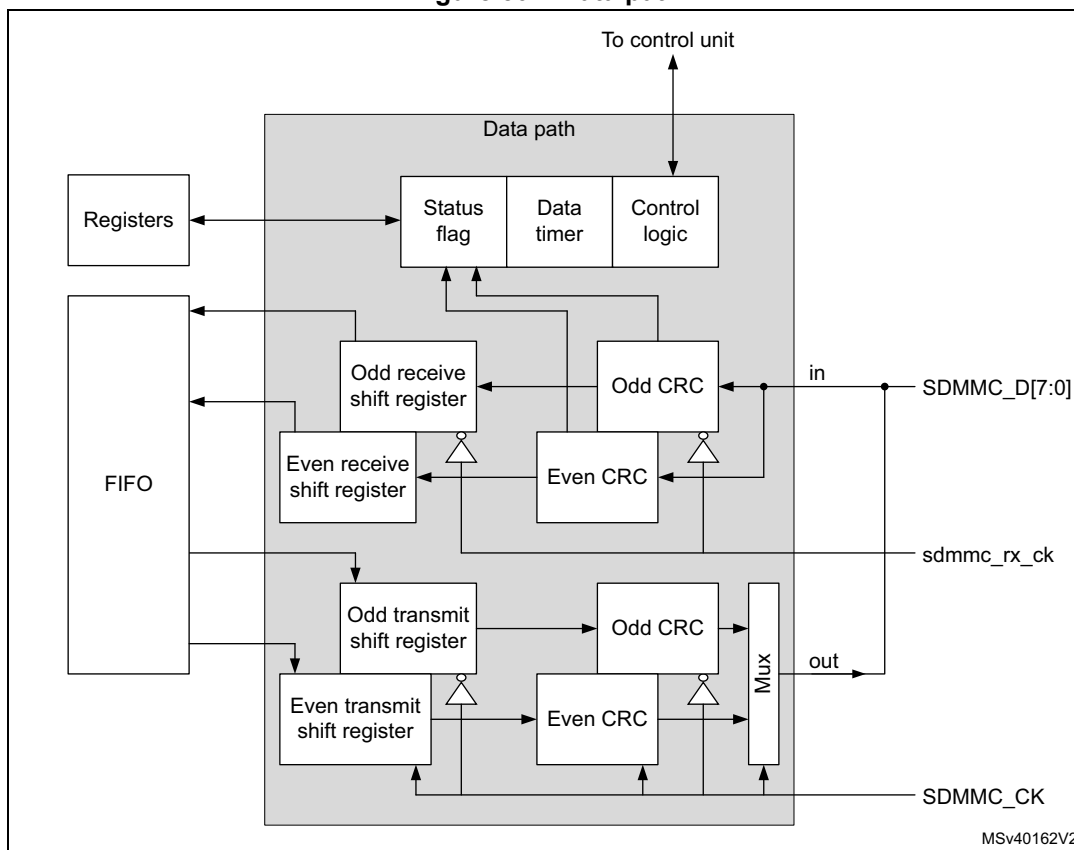 To control unit
Data path
Registers
Status
flag
Data
timer
Control
logic
FIFO
Odd receive
shift register
Odd CRC
in
SDMMC_D[7:0]
Even receive
shift register
Even CRC
sdmmc_rx_ck
Odd transmit
shift register
Odd CRC
Mux
out
Even transmit
shift register
Even CRC
SDMMC_CK
MSv40162V2